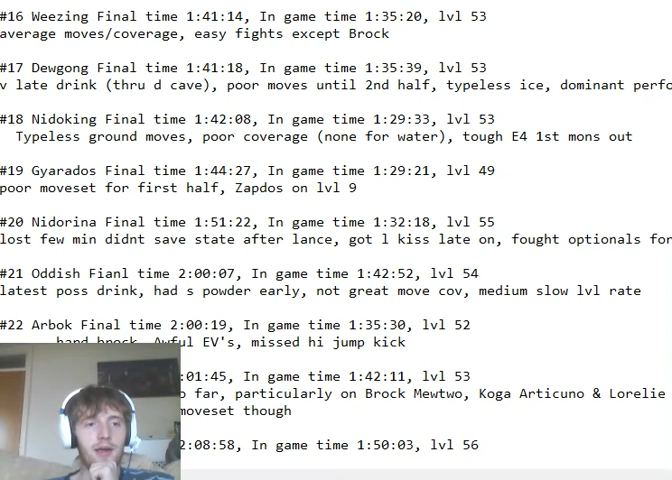 #16 Weezing Final time 1:41:14, In game time 1:35:20, lvl 53
average moves/coverage, easy fights except Brock
#17 Dewgong Final time 1:41:18, In game time 1:35:39, lvl 53
v late drink (thru d cave), poor moves until 2nd half, typeless ice, dominant perfo
#18 Nidoking Final time 1:42:08, In game time 1:29:33, lvl 53
Typeless ground moves, poor coverage (none for water), tough E4 1st mons out
#19 Gyarados Final time 1:44:27, In game time 1:29:21, lvl 49
poor moveset for first half, Zapdos on lvl 9
#20 Nidorina Final time 1:51:22, In game time 1:32:18, lvl 55
lost few min didnt save state after lance, got l kiss late on, fought optionals for
#21 Oddish Fianl time 2:00:07, In game time 1:42:52, lvl 54
latest poss drink, had s powder early, not great move cov, medium slow lvl rate
#22 Arbok Final time 2:00:19, In game time 1:35:30, lvl 52
hard brock, Awful EV's, missed hi jump kick
:01:45, In game time 1:42:11, lvl 53
o far, particularly on Brock Mewtwo, Koga Articuno & Lorelie
moveset though
2:08:58, In game time 1:50:03, lvl 56